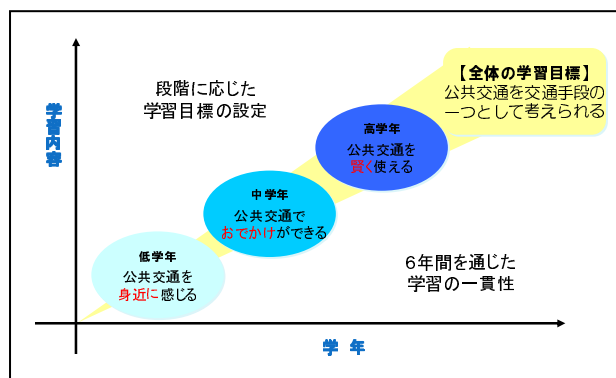 段階に応じた
学習目標の設定
【全体の学習目標】
公共交通を交通手段の
一つとして考えられる
学習内容
高学年
公共交通を
賢く使える
中学年
公共交通で
おでかけができる
低学年
公共交通を
身近に感じる
6年間を通じた
学習の一貫性
学 年